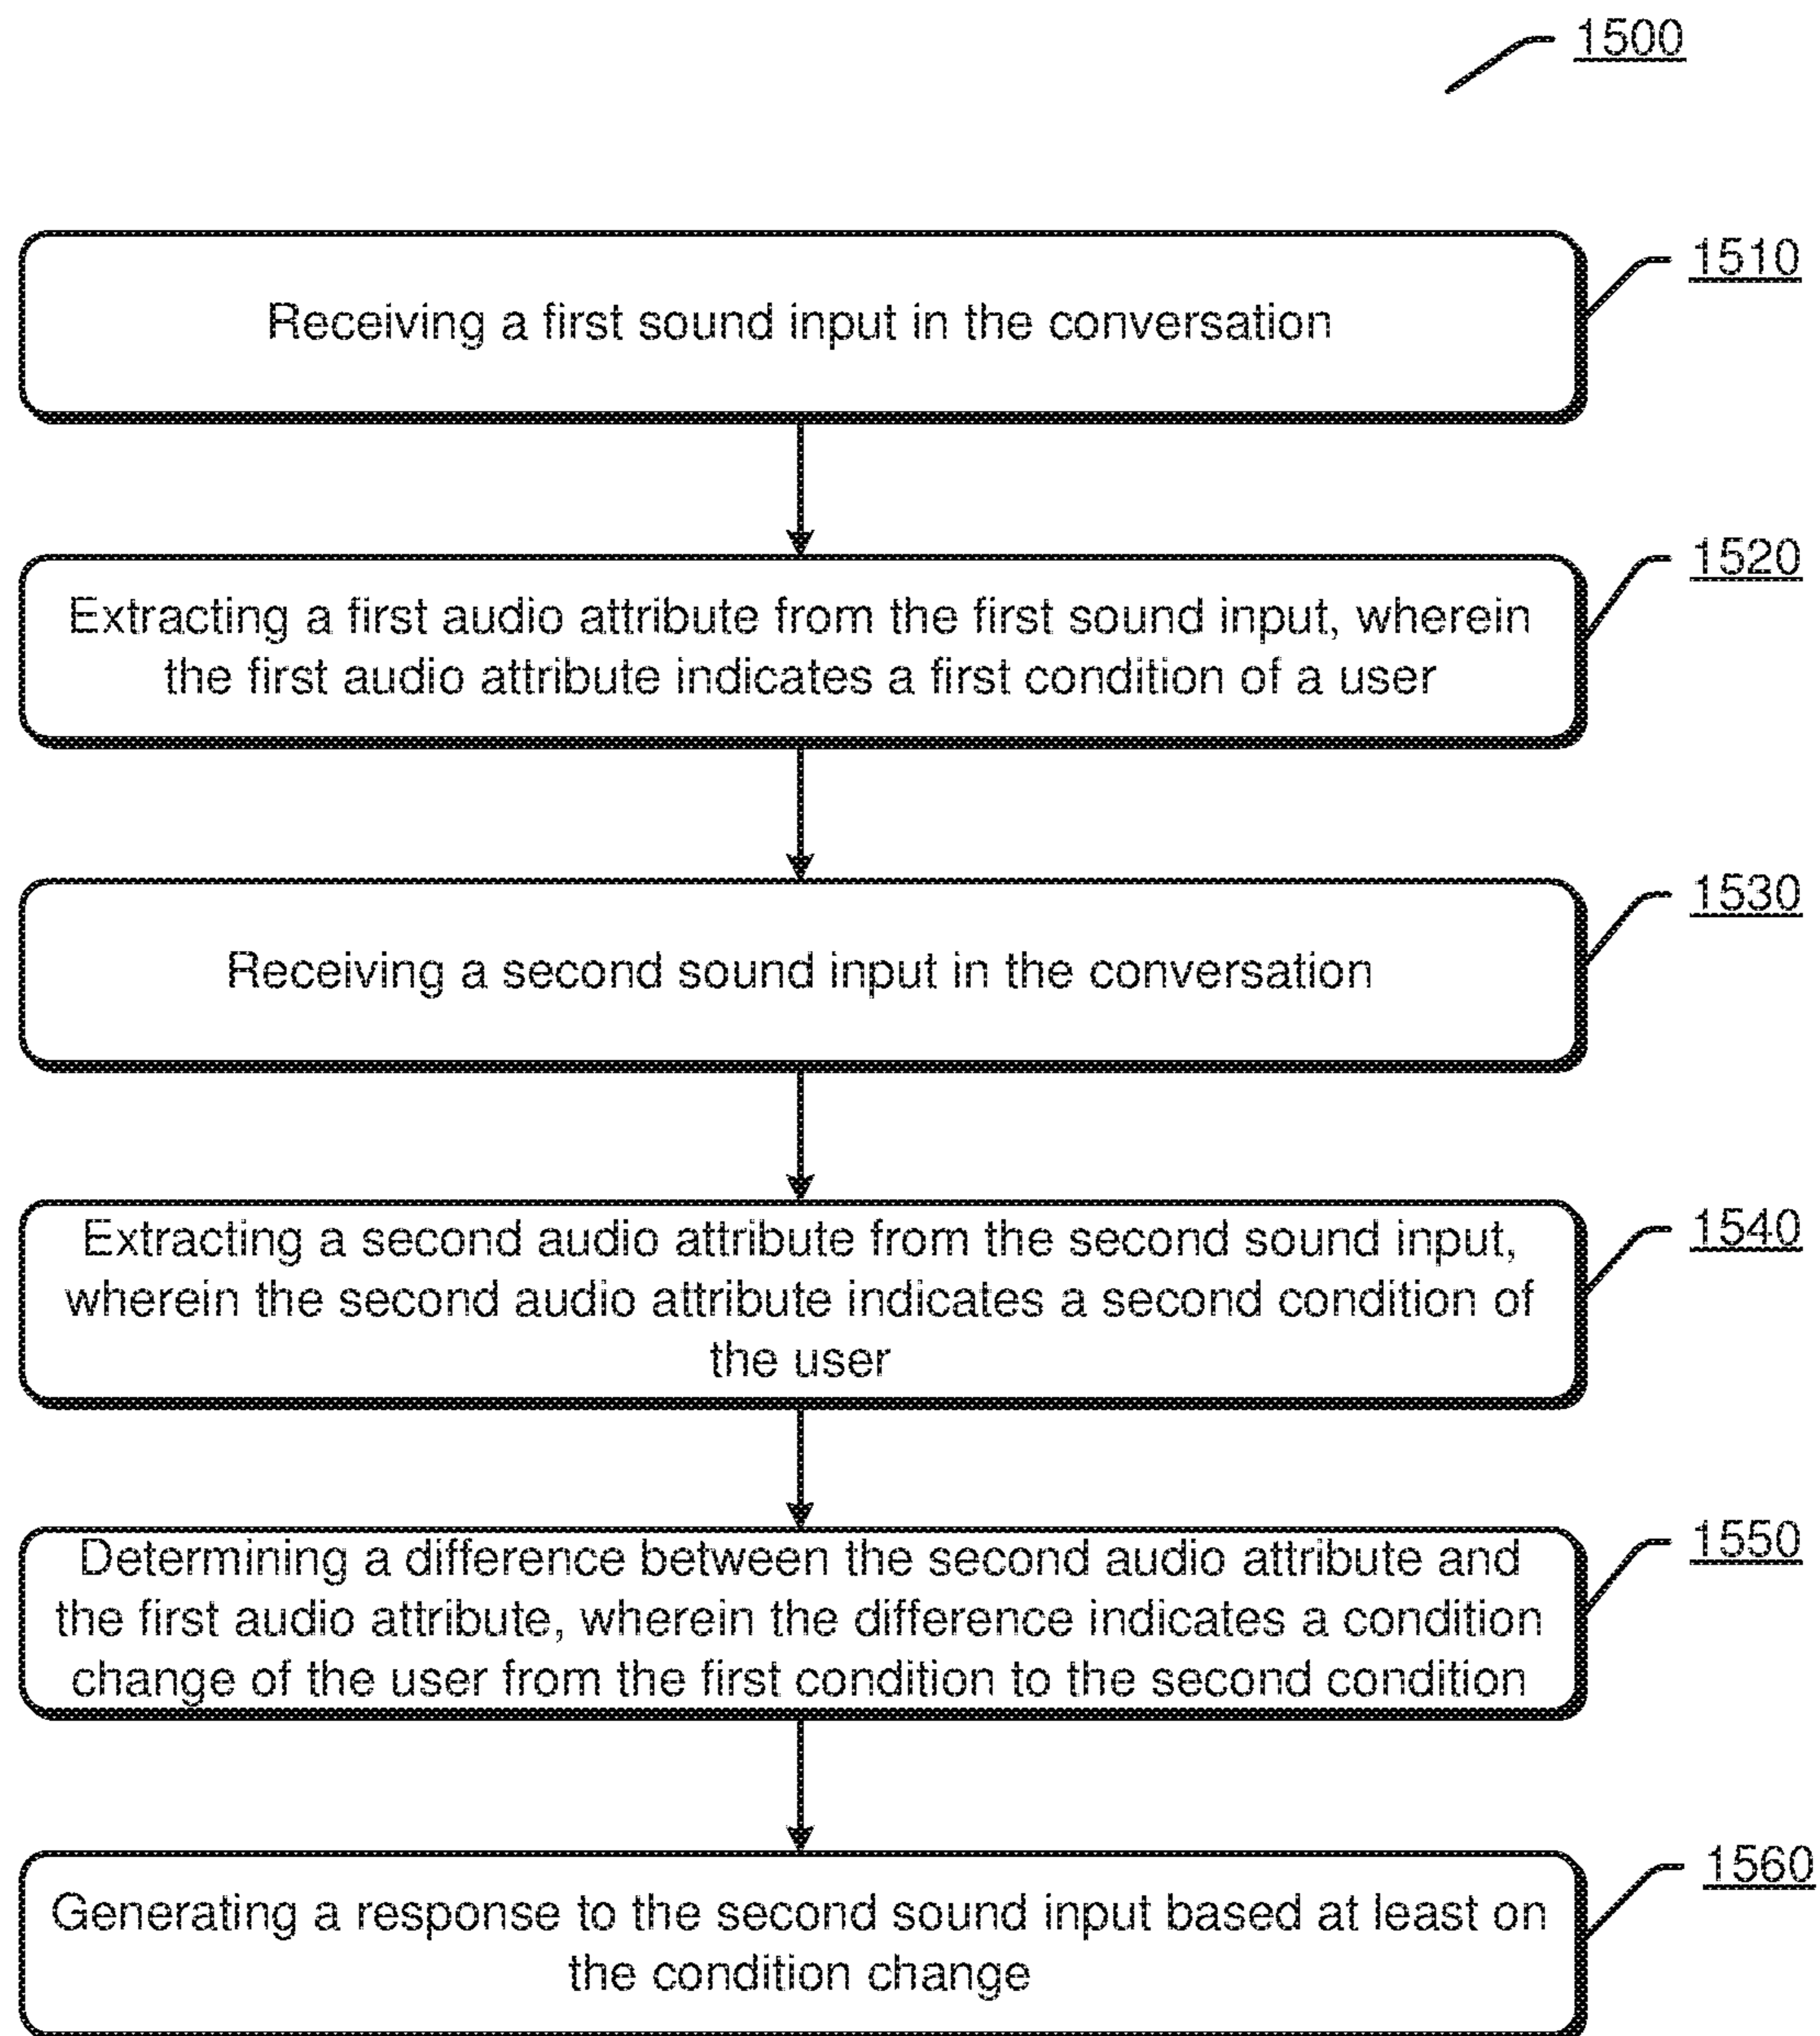 1500
Receiving a first sound input in the conversation
1510
Extracting a first audio attribute from the first sound input, wherein
the first audio attribute indicates a first condition of a user
1520
Receiving a second sound input in the conversation
1530
Extracting a second audio attribute from the second sound input,
wherein the second audio attribute indicates a second condition of
the user
1540
Determining a difference between the second audio attribute and
the first audio attribute, wherein the difference indicates a condition
change of the user from the first condition to the second condition
1550
Generating a response to the second sound input based at least on
the condition change
1560